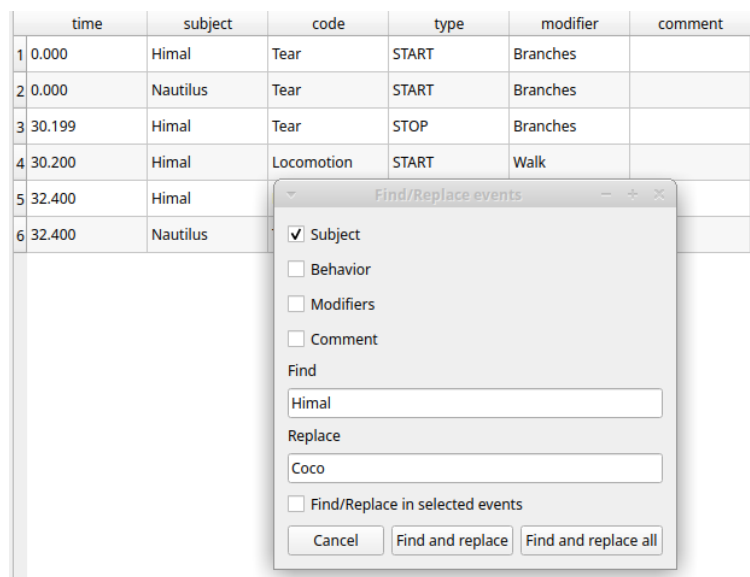 time subject code type modifier comment
1 0.000 Himal Tear START Branches
2 0.000 Nautilus Tear START Branches
3 30.199 Himal Tear STOP Branches
4 30.200 Himal Locomotion START Walk
5 32.400 Himal
6 32.400 Nautilus
Find/Replace events
Subject
Behavior
Modifiers
Comment
Find
Himal
Replace
Coco
Find/Replace in selected events
Cancel Find and replace Find and replace all